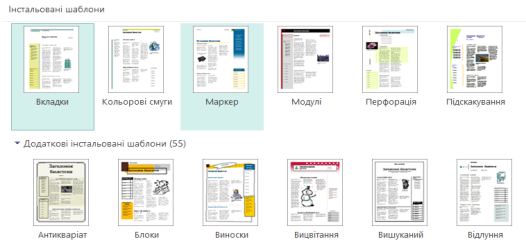 Інстальовані шаблони
Вкладки Кольорові смуги Маркер Модулі Перфорація Підскакування
Додаткові інстальовані шаблони (55)
Антикваріат Блоки Виноски Вицвітання Вишуканий Відлуння